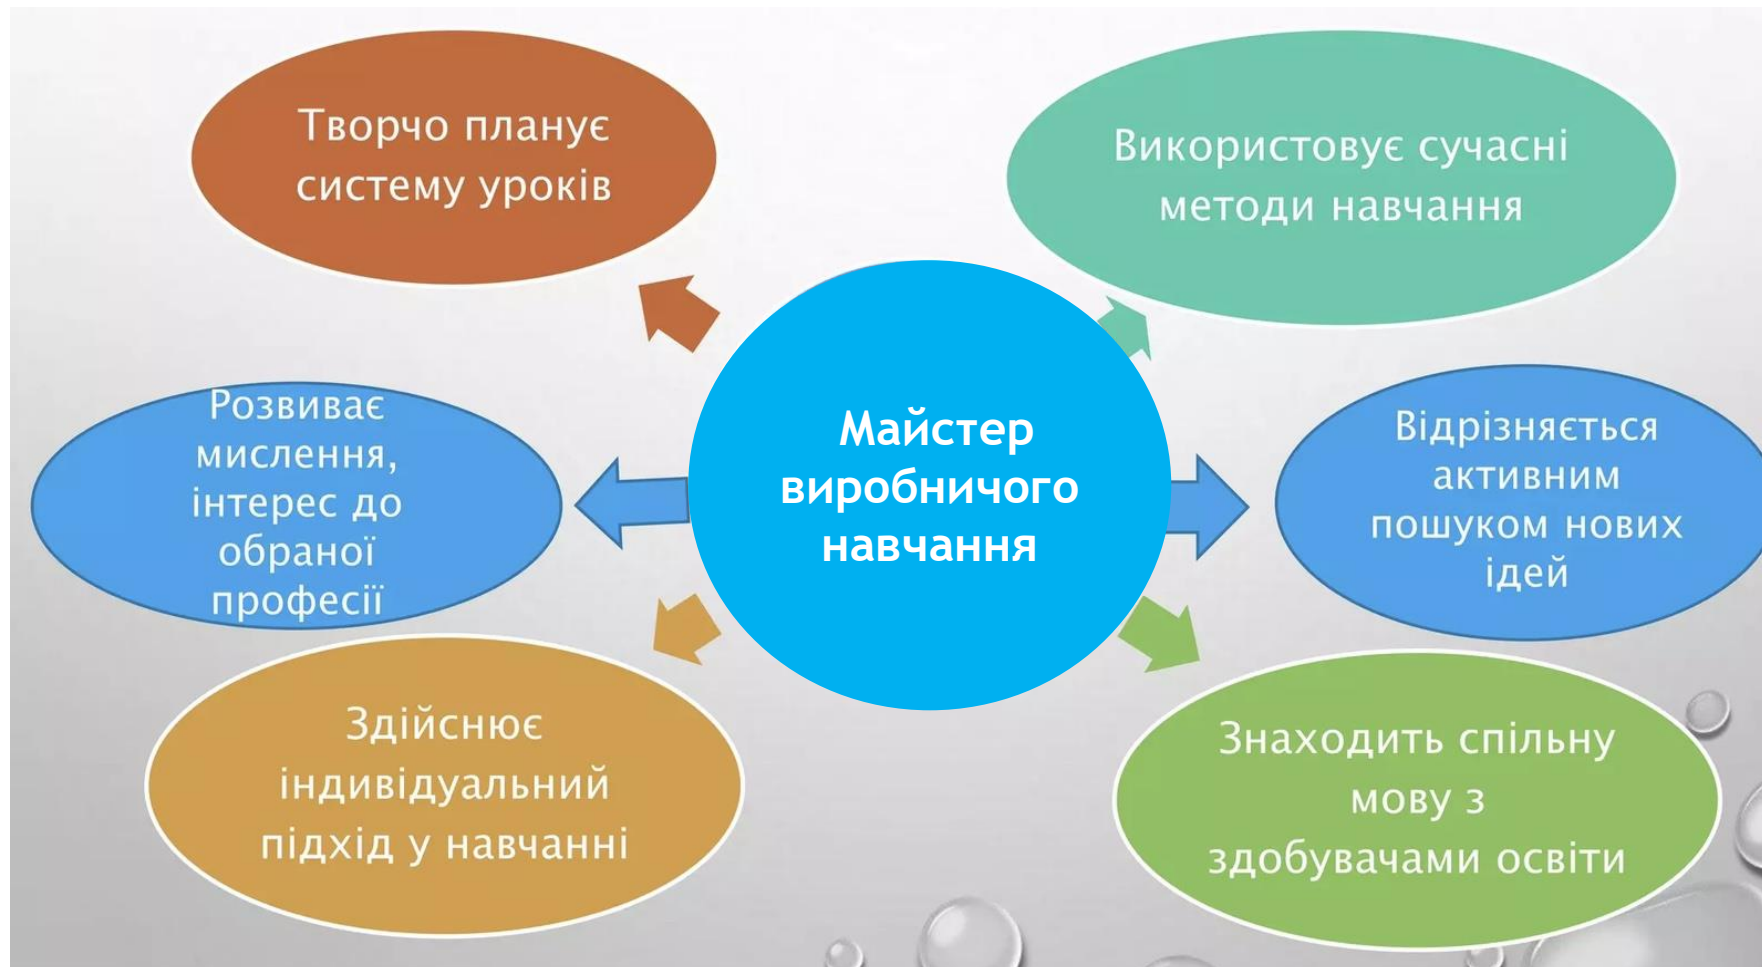 Творчо планує
систему уроків
Використовує сучасні
методи навчання
Майстер
виробничого
навчання
Розвиває
мислення,
інтерес до
обраної
професії
Відрізняється
активним
пошуком нових
ідей
Здійснює
індивідуальний
підхід у навчанні
Знаходить спільну
мову з
здобувачами освіти